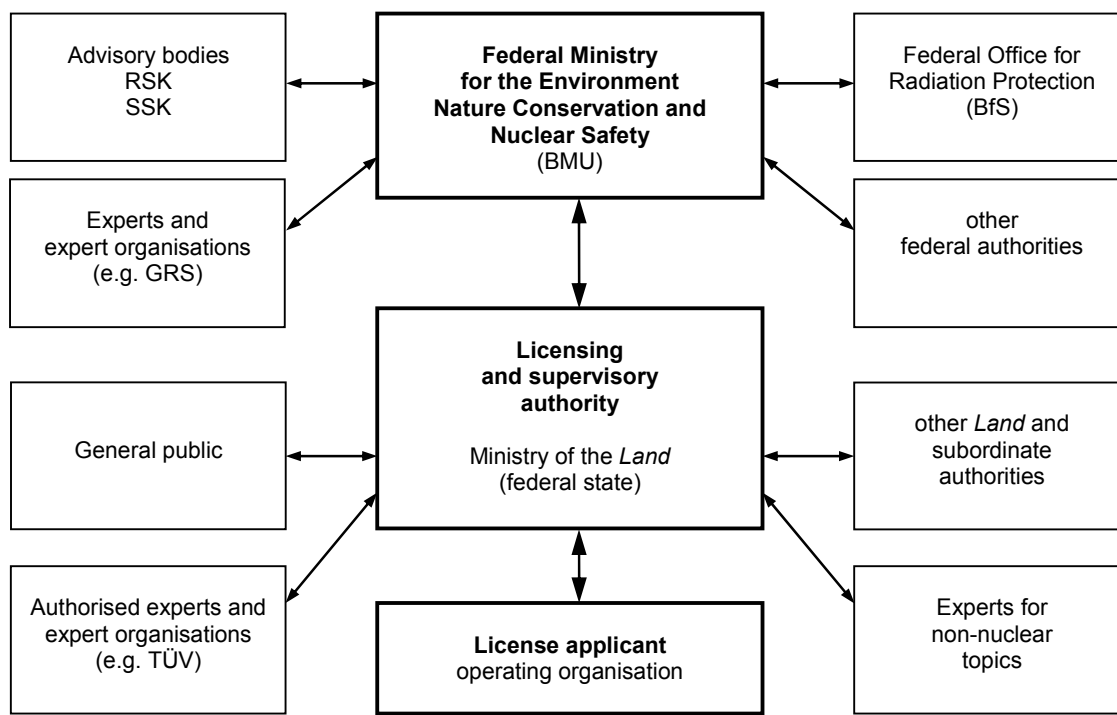 Advisory bodies
RSK
SSK
Federal Ministry
for the Environment
Nature Conservation and
Nuclear Safety
(BMU)
Federal Office for
Radiation Protection
(BfS)
Experts and
expert organisations
(e.g. GRS)
other
federal authorities
Licensing
and supervisory
authority
Ministry of the Land
(federal state)
General public
other Land and
subordinate
authorities
Authorised experts and
expert organisations
(e.g. TÜV)
License applicant
operating organisation
Experts for
non-nuclear
topics